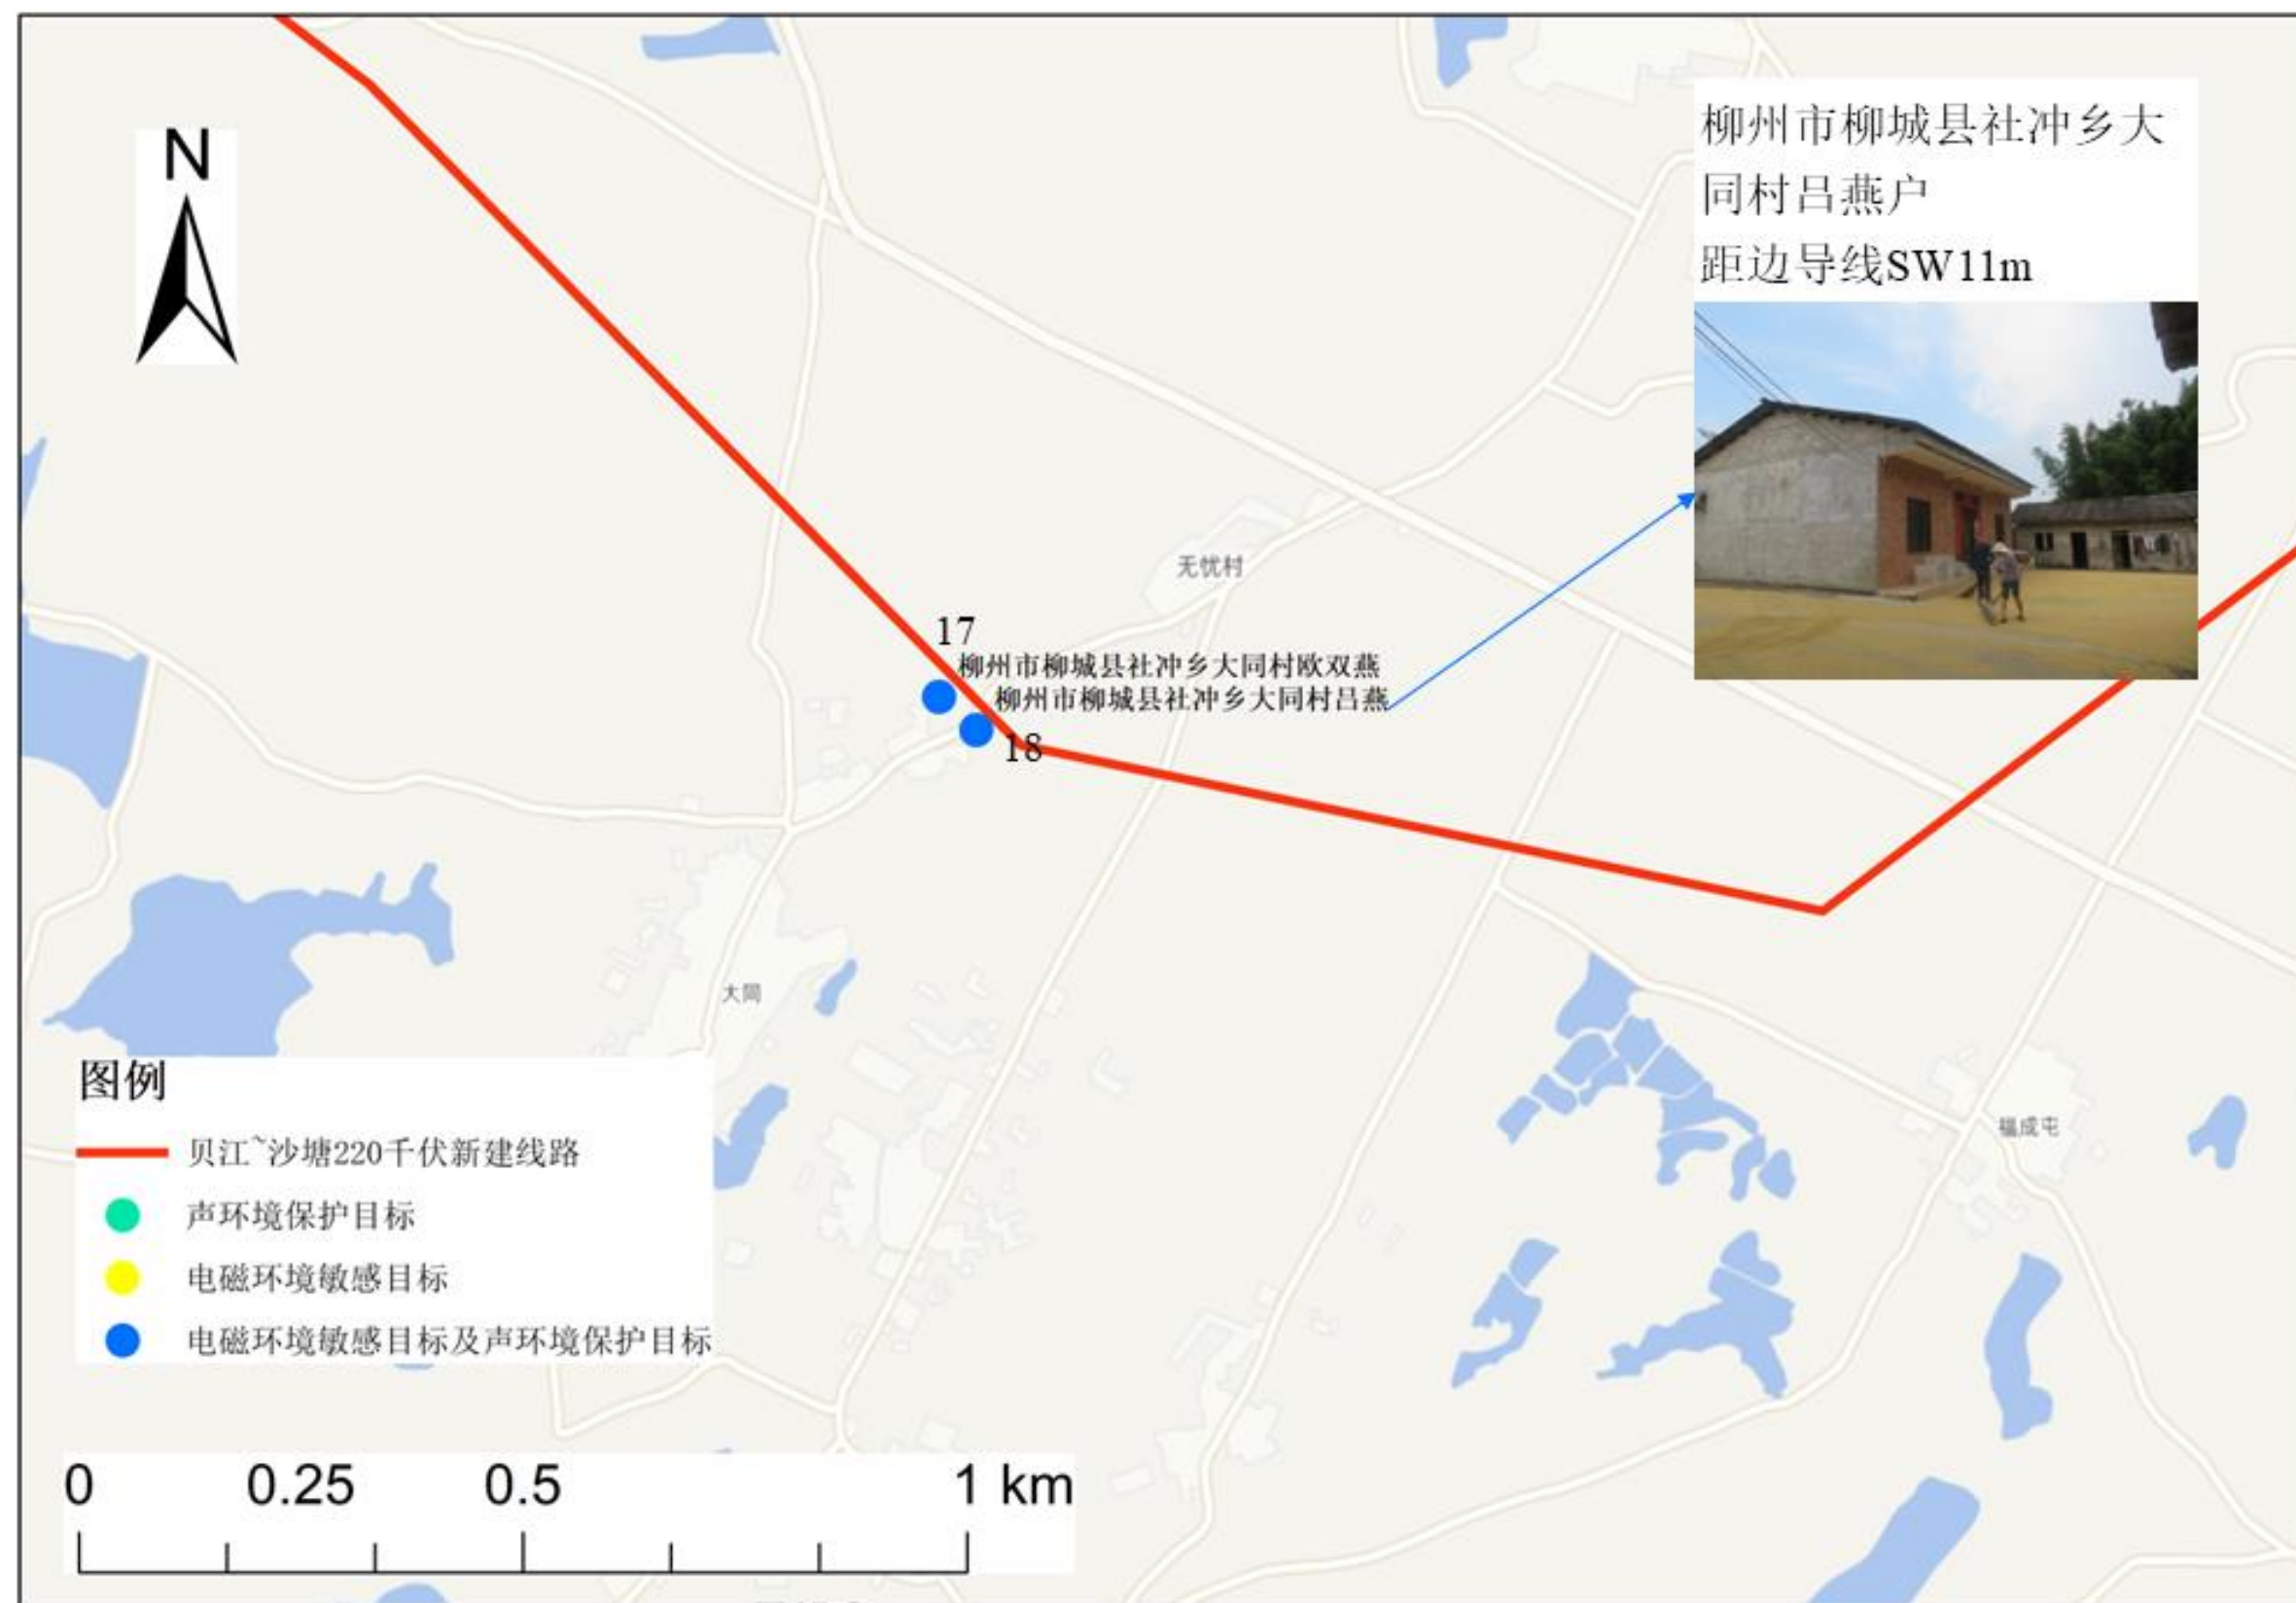 N
柳州市柳城县社冲乡大
同村吕燕户
距边导线SW11m
无忧村
17
柳州市柳城县社冲乡大同村欧双燕
柳州市柳城县社冲乡大同村吕燕
18
大同
图例
贝江~沙塘220千伏新建线路
声环境保护目标
电磁环境敏感目标
电磁环境敏感目标及声环境保护目标
福成屯
0 0.25 0.5 1 km